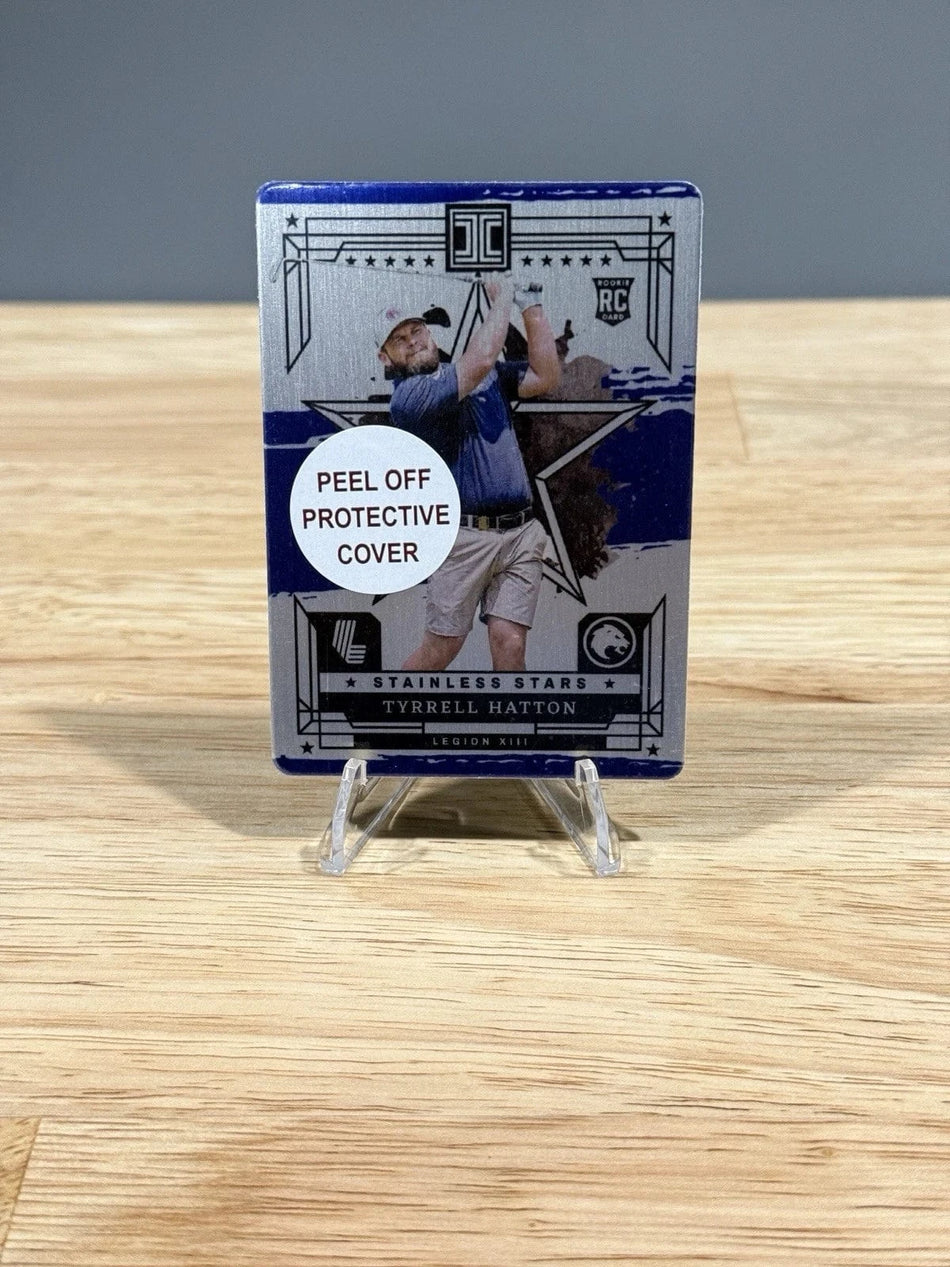 ROOKIE
RC
CARD
PEEL OFF
PROTECTIVE
COVER
★ STAINLESS STARS ★
TYRRELL HATTON
LEGION XIII